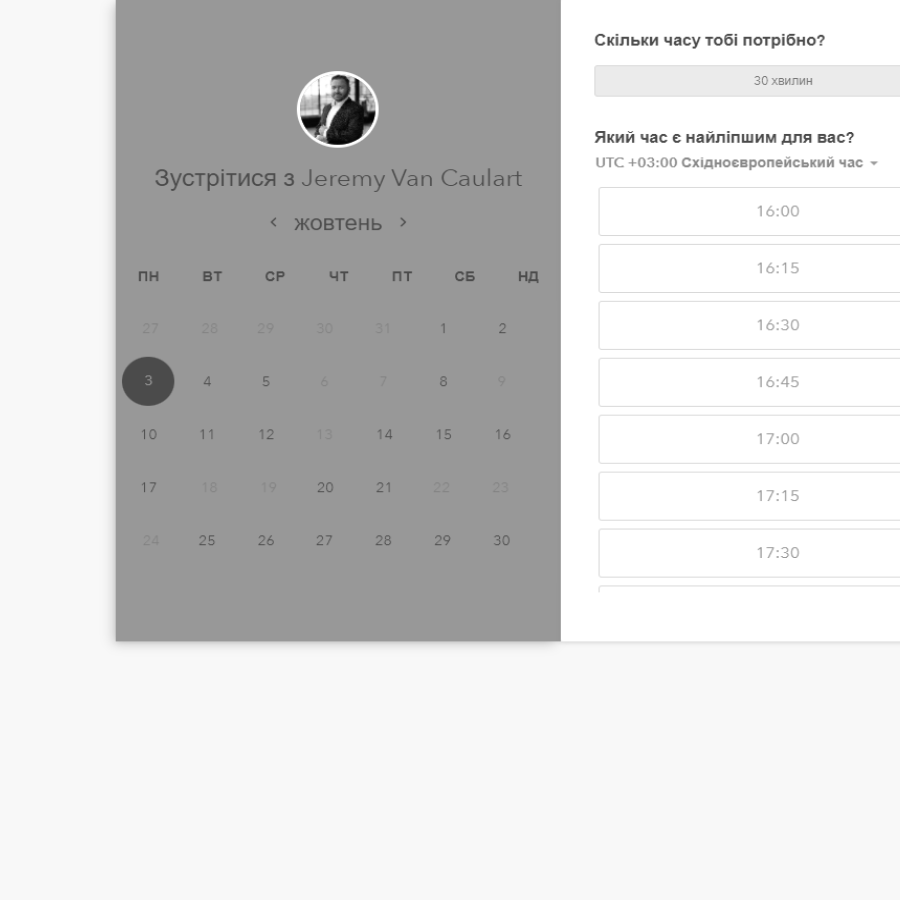 Зустрітися з Jeremy Van Caulart
жовтень
ПН ВТ СР ЧТ ПТ СБ НД
27 28 29 30 31 1 2
3 4 5 6 7 8 9
10 11 12 13 14 15 16
17 18 19 20 21 22 23
24 25 26 27 28 29 30
Скільки часу тобі потрібно?
30 хвилин
Який час є найліпшим для вас?
UTC +03:00 Східноєвропейський час
16:00
16:15
16:30
16:45
17:00
17:15
17:30